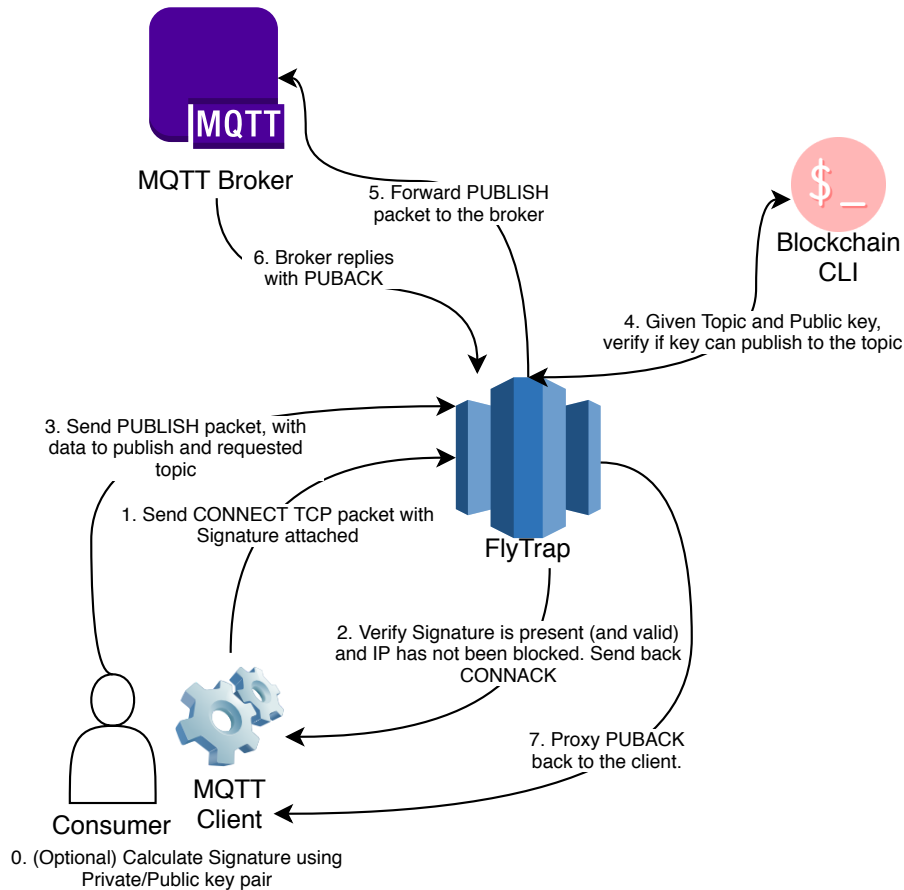 MQTT
MQTT Broker
5. Forward PUBLISH
packet to the broker
$_
Blockchain
CLI
6. Broker replies
with PUBACK
4. Given Topic and Public key,
verify if key can publish to the topic
3. Send PUBLISH packet, with
data to publish and requested
topic
1. Send CONNECT TCP packet with
Signature attached
FlyTrap
2. Verify Signature is present (and valid)
and IP has not been blocked. Send back
CONNACK
7. Proxy PUBACK
back to the client.
MQTT
Client
Consumer
0. (Optional) Calculate Signature using
Private/Public key pair